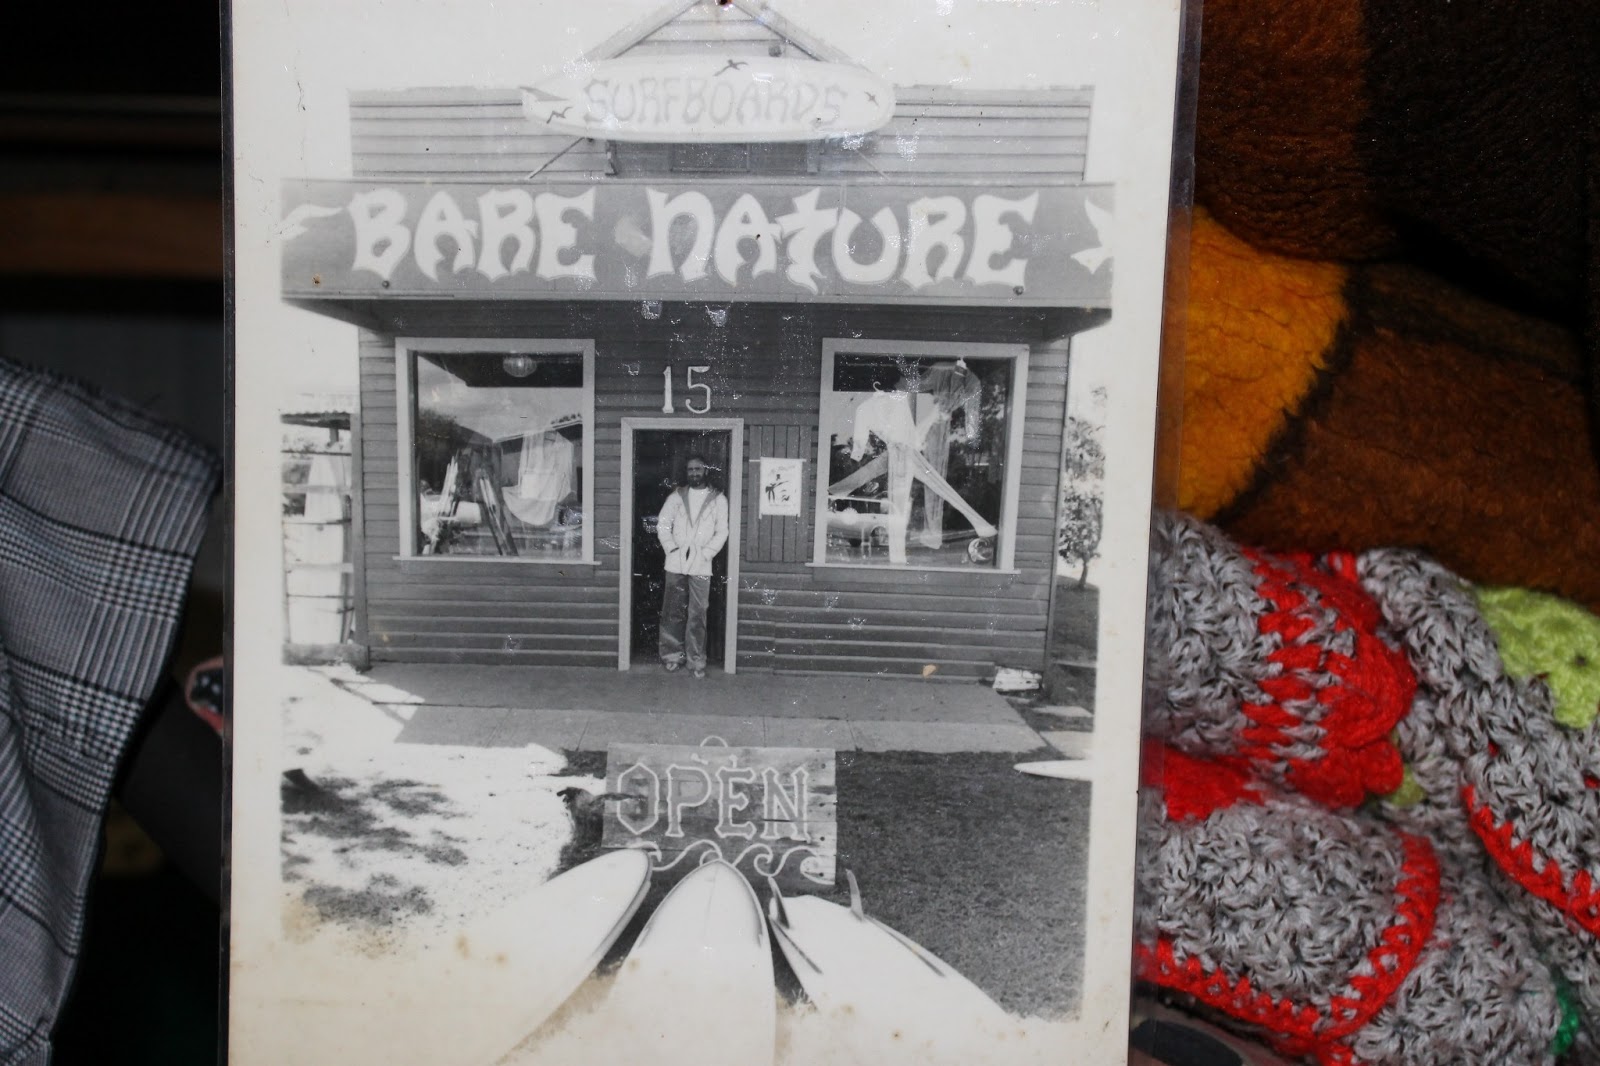 SURFBOARDS
BARE NATURE
15
OPEN